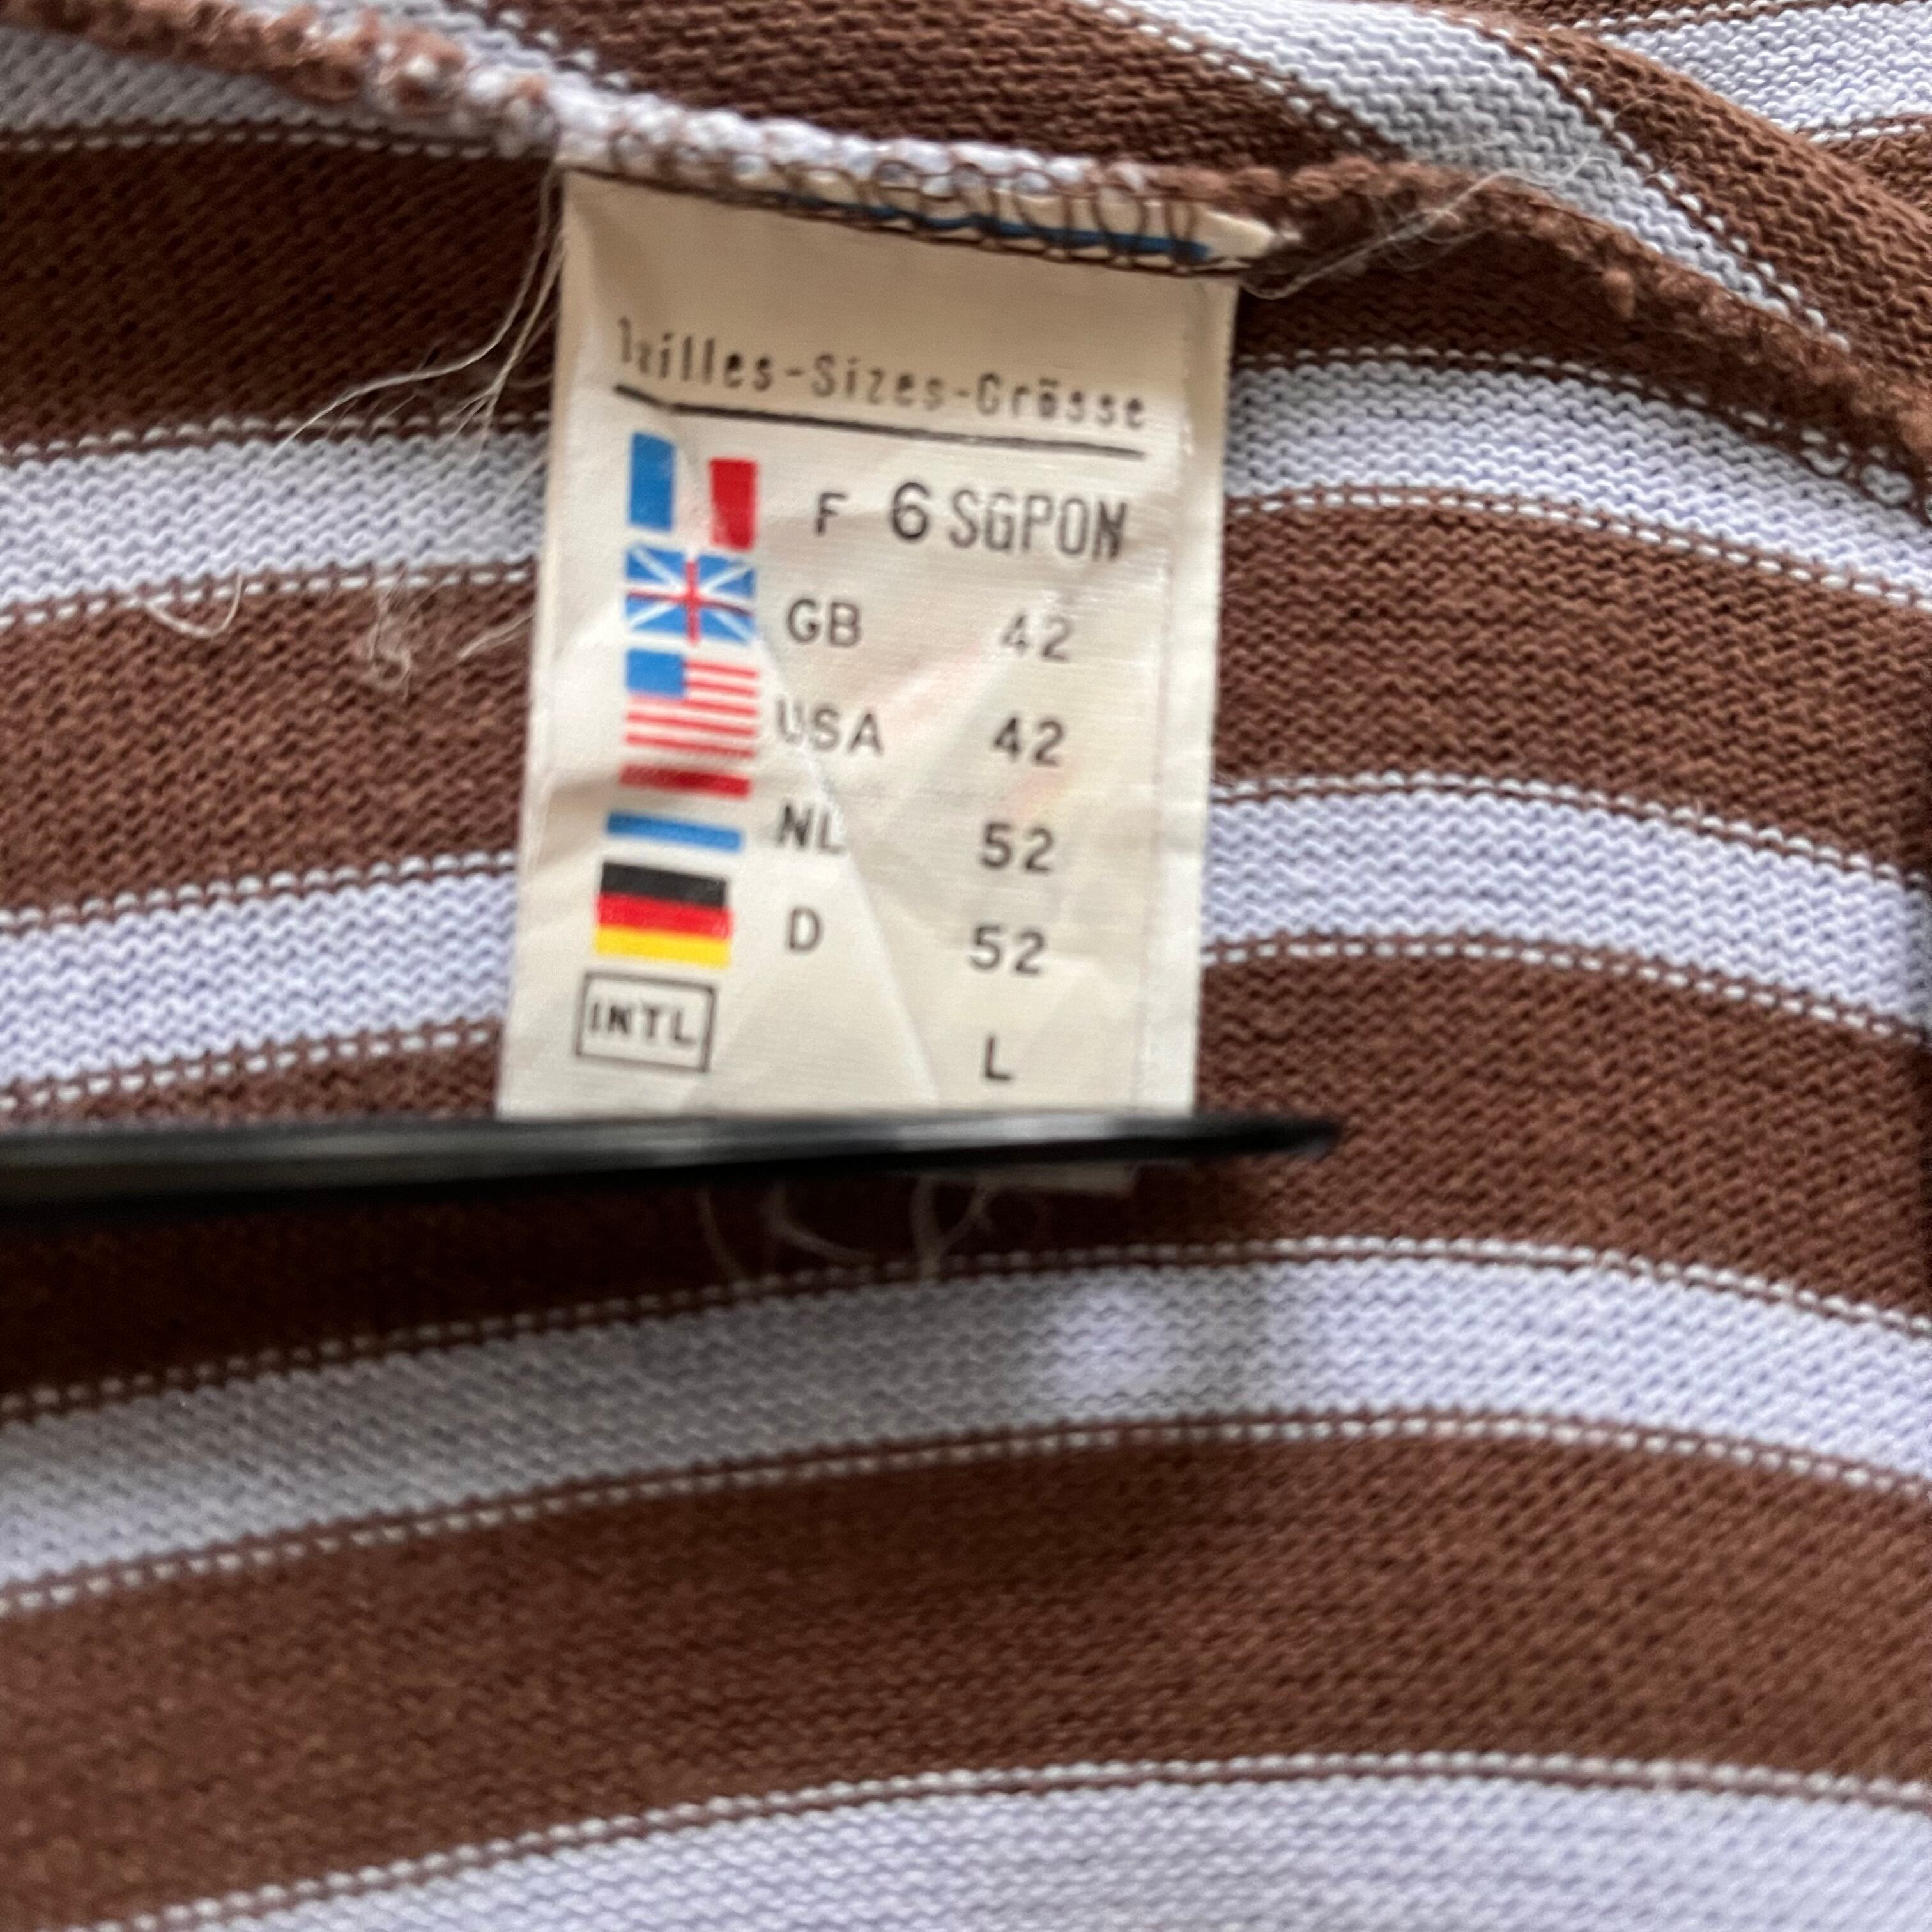 Tailles-Sizes-Grösse
F 6 SGPON
GB 42
USA 42
NL 52
D 52
INTL L